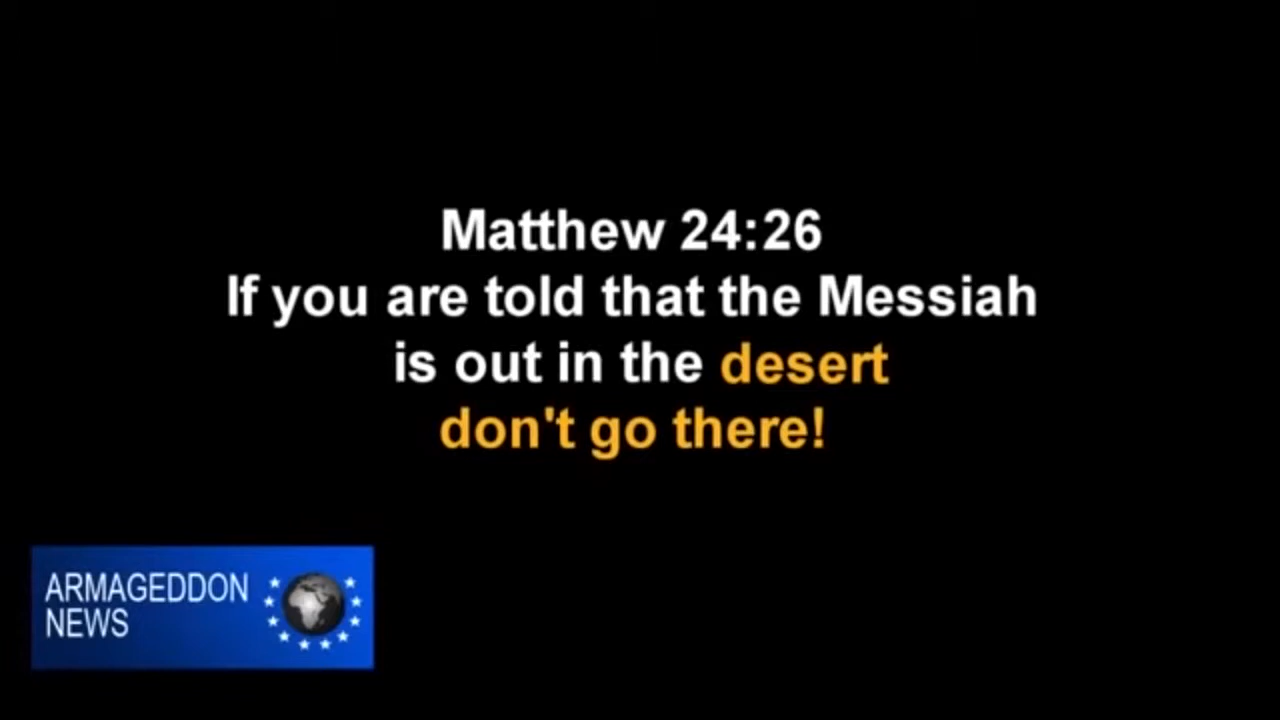 Matthew 24:26
If you are told that the Messiah
is out in the desert
don't go there!
ARMAGEDDON
NEWS